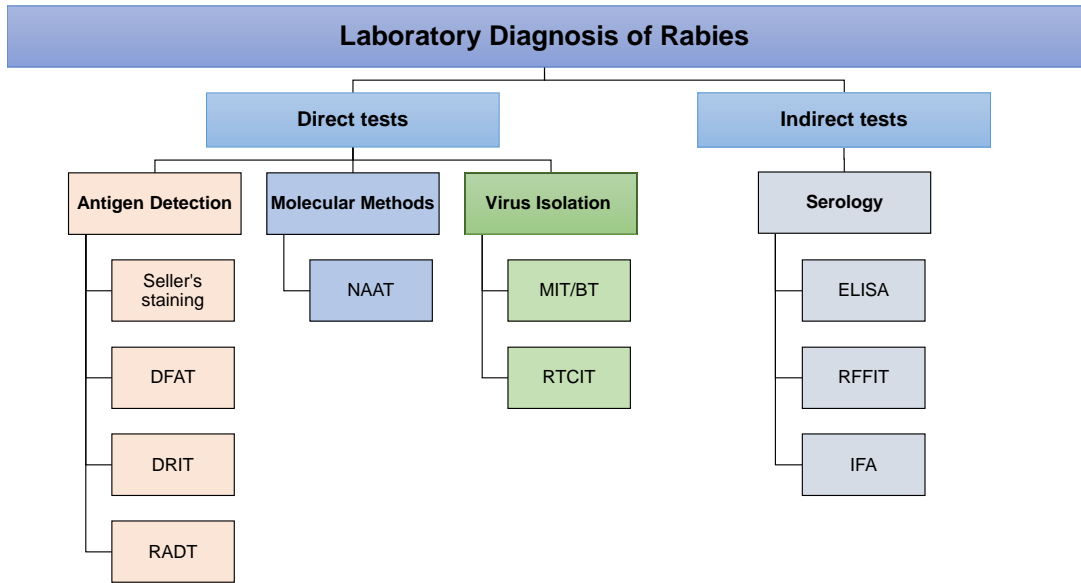 Laboratory Diagnosis of Rabies
Direct tests
Indirect tests
Antigen Detection
Molecular Methods
Virus Isolation
Serology
Seller's
staining
NAAT
MIT/BT
ELISA
DFAT
RTCIT
RFFIT
DRIT
IFA
RADT